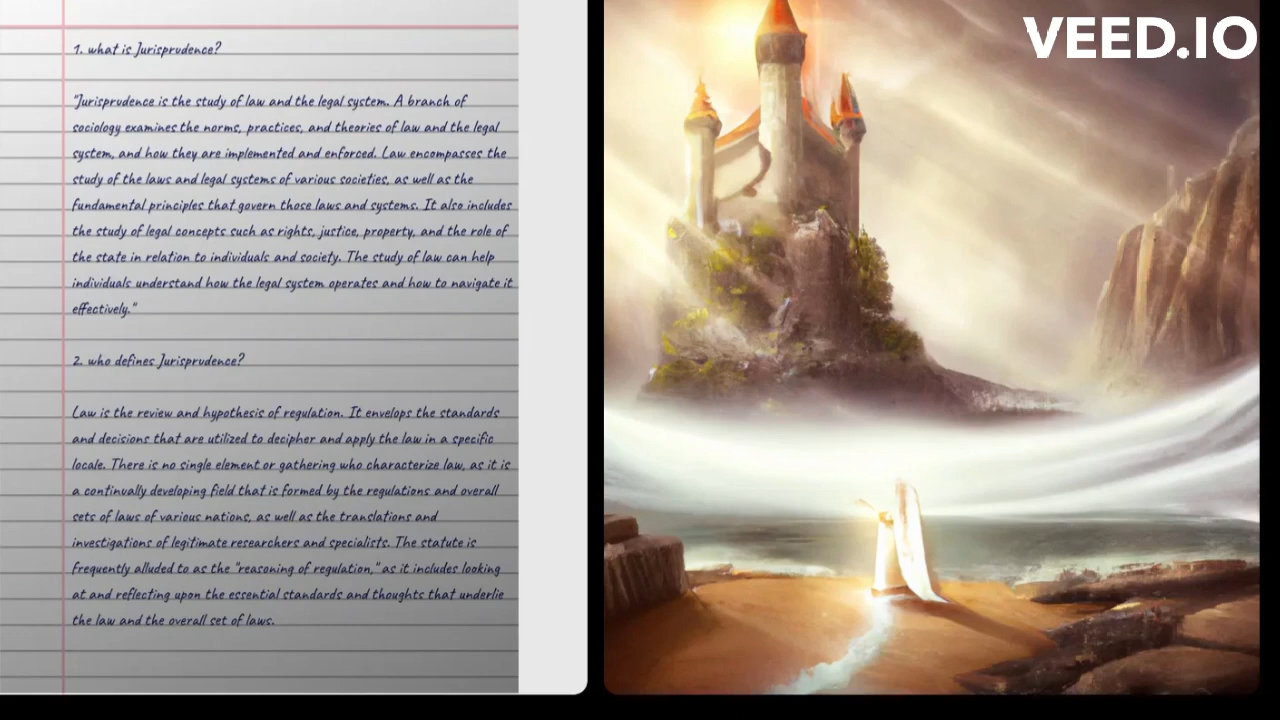 1. what is Jurisprudence?
"Jurisprudence is the study of law and the legal system. A branch of
sociology examines the norms, practices, and theories of law and the legal
system, and how they are implemented and enforced. Law encompasses the
study of the laws and legal systems of various societies, as well as the
fundamental principles that govern those laws and systems. It also includes
the study of legal concepts such as rights, justice, property, and the role of
the state in relation to individuals and society. The study of law can help
individuals understand how the legal system operates and how to navigate it
effectively."
2. who defines Jurisprudence?
Law is the review and hypothesis of regulation. It envelops the standards
and decisions that are utilized to decipher and apply the law in a specific
locale. There is no single element or gathering who characterize law, as it is
a continually developing field that is formed by the regulations and overall
sets of laws of various nations, as well as the translations and
investigations of legitimate researchers and specialists. The statute is
frequently alluded to as the "reasoning of regulation," as it includes looking
at and reflecting upon the essential standards and thoughts that underlie
the law and the overall set of laws.
VEED.IO